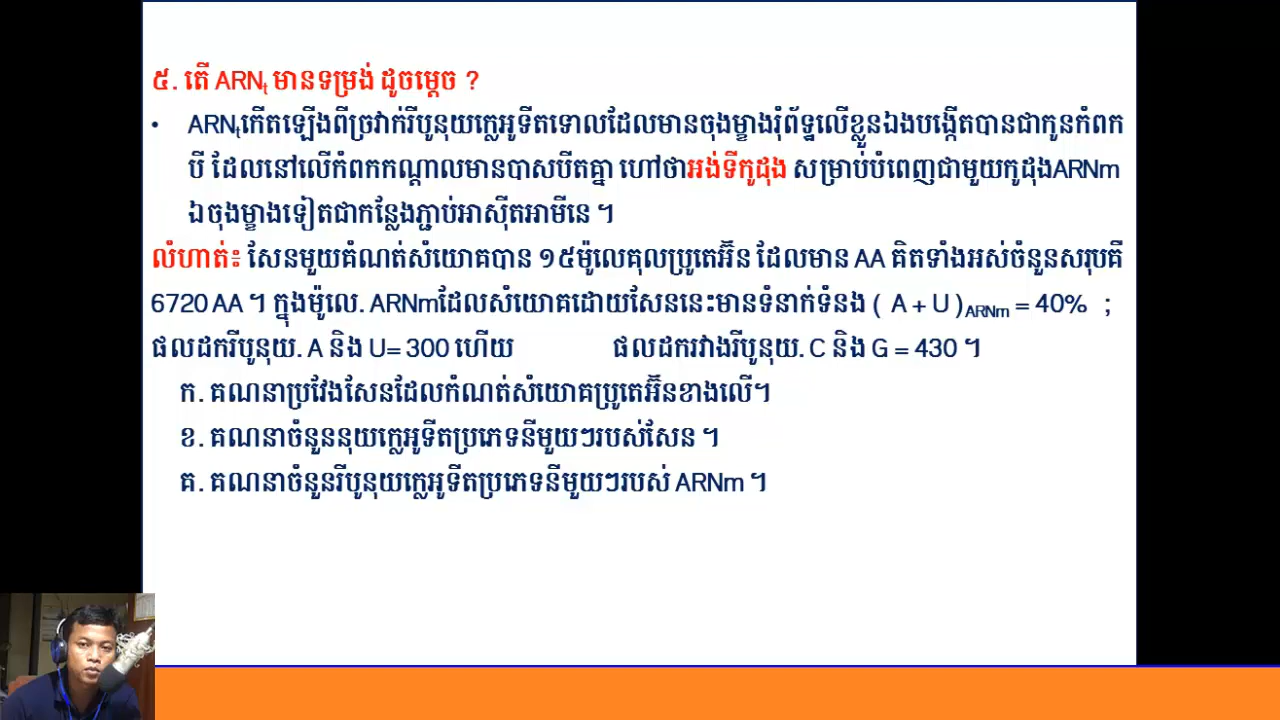 ៥. តើ ARNt មានទម្រង់ ដូចម្តេច ?
• ARNtកើតឡើងពីច្រវាក់រីបូនុយក្លេអូទីតទោលដែលមានចុងម្ខាងរុំព័ទ្ធលើខ្លួនឯងបង្កើតបានជាកូនកំពក
បី ដែលនៅលើកំពកកណ្តាលមានបាសបីតគ្នា ហៅថាអង់ទីកូដុង សម្រាប់បំពេញជាមួយកូដុងARNm
ឯចុងម្ខាងទៀតជាកន្លែងភ្ជាប់អាស៊ីតអាមីនេ ។
លំហាត់៖ សែនមួយគំណត់សំយោគបាន ១៥ម៉ូលេគុលប្រូតេអ៊ីន ដែលមាន AA គិតទាំងអស់ចំនួនសរុបគឺ
6720 AA ។ ក្នុងម៉ូលេ. ARNmដែលសំយោគដោយសែននេះមានទំនាក់ទំនង ( A + U )ARNm = 40% ;
ផលដករីបូនុយ. A និង U= 300 ហើយ ផលដករវាងរីបូនុយ. C និង G = 430 ។
ក. គណនាប្រវែងសែនដែលកំណត់សំយោគប្រូតេអ៊ីនខាងលើ។
ខ. គណនាចំនួននុយក្លេអូទីតប្រភេទនីមួយៗរបស់សែន ។
គ. គណនាចំនួនរីបូនុយក្លេអូទីតប្រភេទនីមួយៗរបស់ ARNm ។